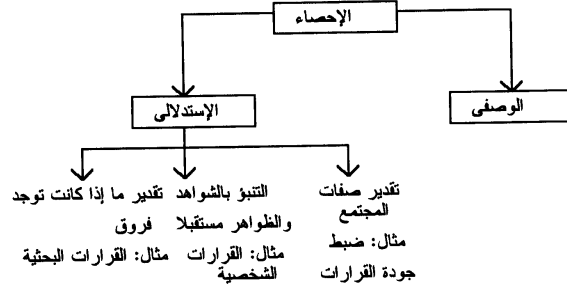 الإحصاء
الوصفى
الإستدلالى
تقدير صفات
المجتمع
مثال: ضبط
جودة القرارات
التنبؤ بالشواهد
والظواهر مستقبلا
مثال: القرارات
الشخصية
تقدير ما إذا كانت توجد
فروق
مثال: القرارات البحثية